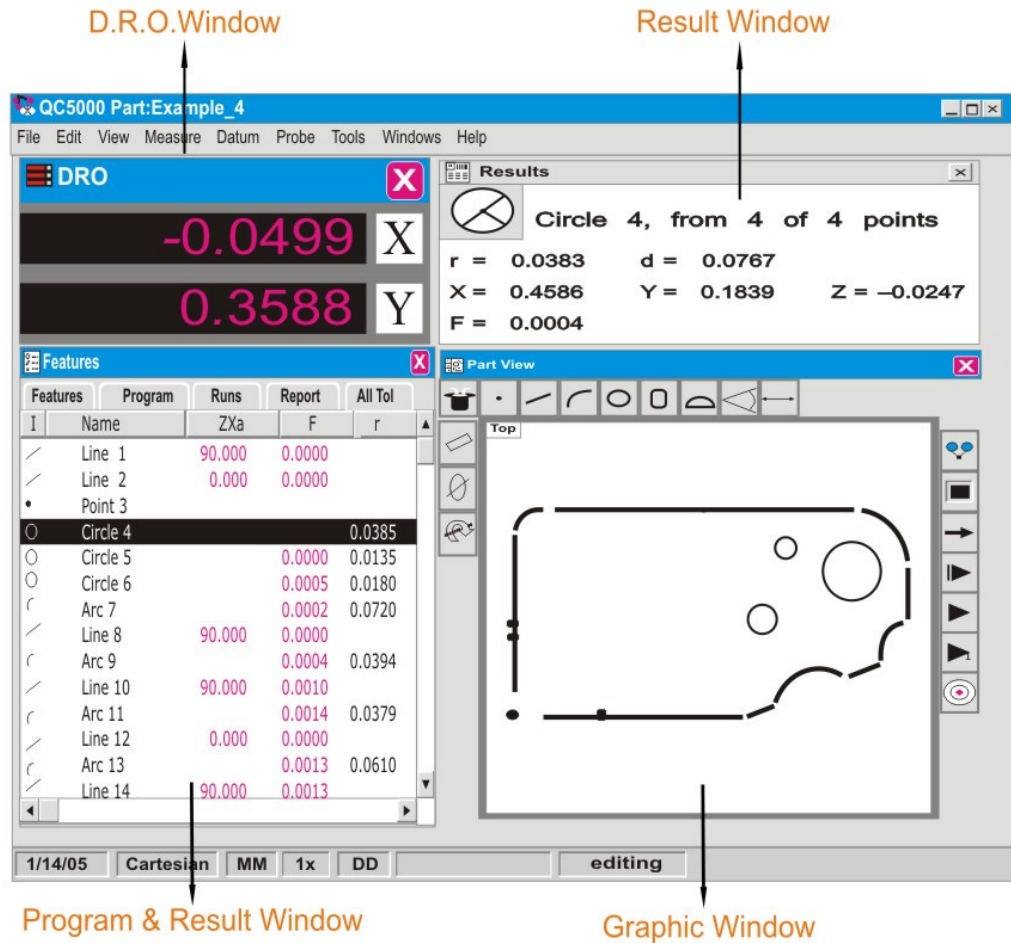 D.R.O.Window
Result Window
QC5000 Part:Example_4
File Edit View Measure Datum Probe Tools Windows Help
DRO
X
-0.0499 X
0.3588 Y
Results
Circle 4, from 4 of 4 points
r = 0.0383 d = 0.0767
X = 0.4586 Y = 0.1839 Z = –0.0247
F = 0.0004
Features
X
Features Program Runs Report All Tol
I Name ZXa F r
Line 1 90.000 0.0000
Line 2 0.000 0.0000
Point 3
Circle 4 0.0385
Circle 5 0.0000 0.0135
Circle 6 0.0005 0.0180
Arc 7 0.0002 0.0720
Line 8 90.000 0.0000
Arc 9 0.0004 0.0394
Line 10 90.000 0.0010
Arc 11 0.0014 0.0379
Line 12 0.000 0.0000
Arc 13 0.0013 0.0610
Line 14 90.000 0.0013
Part View
X
Top
1
1/14/05 Cartesian MM 1x DD editing
Program & Result Window
Graphic Window